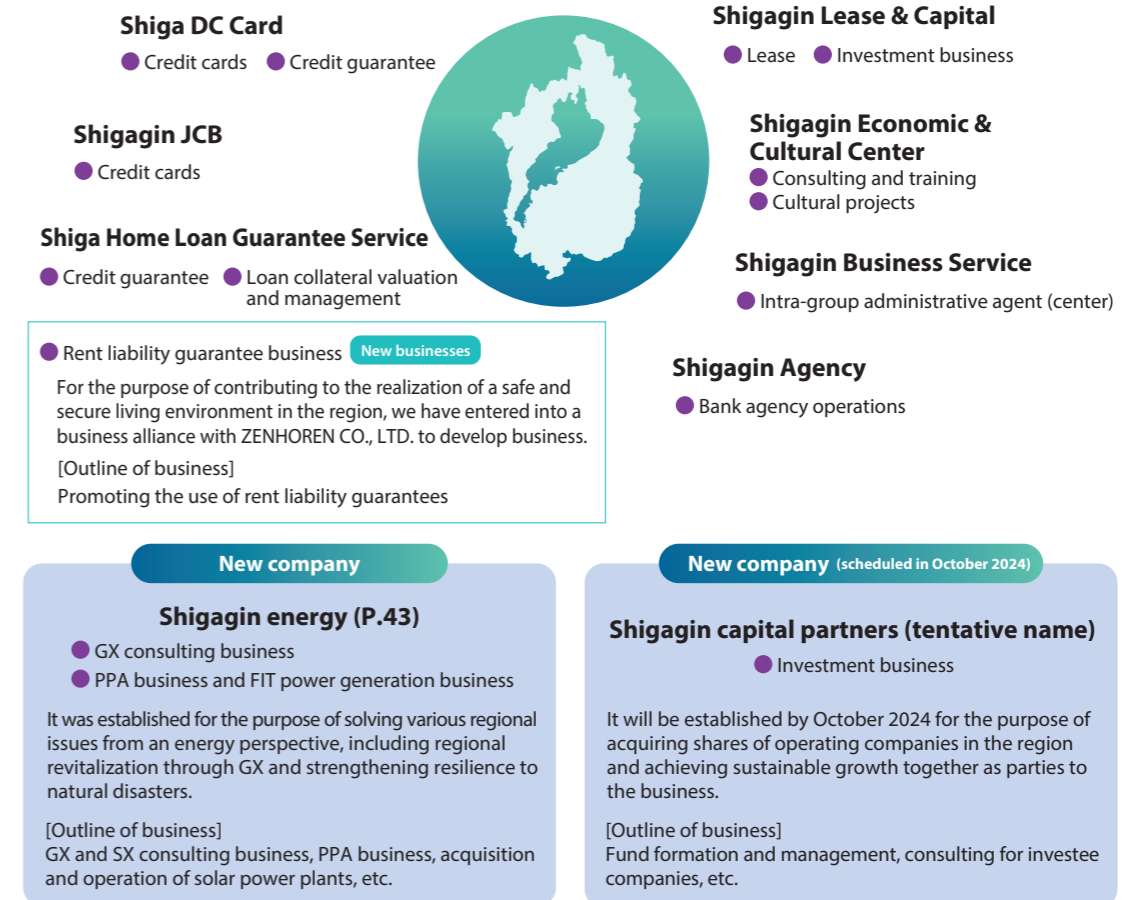 Shiga DC Card
Credit cards
Credit guarantee
Shigagin JCB
Credit cards
Shiga Home Loan Guarantee Service
Credit guarantee
Loan collateral valuation
and management
Rent liability guarantee business
New businesses
For the purpose of contributing to the realization of a safe and
secure living environment in the region, we have entered into a
business alliance with ZENHOREN CO., LTD. to develop business.
[Outline of business]
Promoting the use of rent liability guarantees
Shigagin Lease & Capital
Lease
Investment business
Shigagin Economic &
Cultural Center
Consulting and training
Cultural projects
Shigagin Business Service
Intra-group administrative agent (center)
Shigagin Agency
Bank agency operations
New company
Shigagin energy (P.43)
GX consulting business
PPA business and FIT power generation business
It was established for the purpose of solving various regional
issues from an energy perspective, including regional
revitalization through GX and strengthening resilience to
natural disasters.
[Outline of business]
GX and SX consulting business, PPA business, acquisition
and operation of solar power plants, etc.
New company (scheduled in October 2024)
Shigagin capital partners (tentative name)
Investment business
It will be established by October 2024 for the purpose of
acquiring shares of operating companies in the region
and achieving sustainable growth together as parties to
the business.
[Outline of business]
Fund formation and management, consulting for investee
companies, etc.